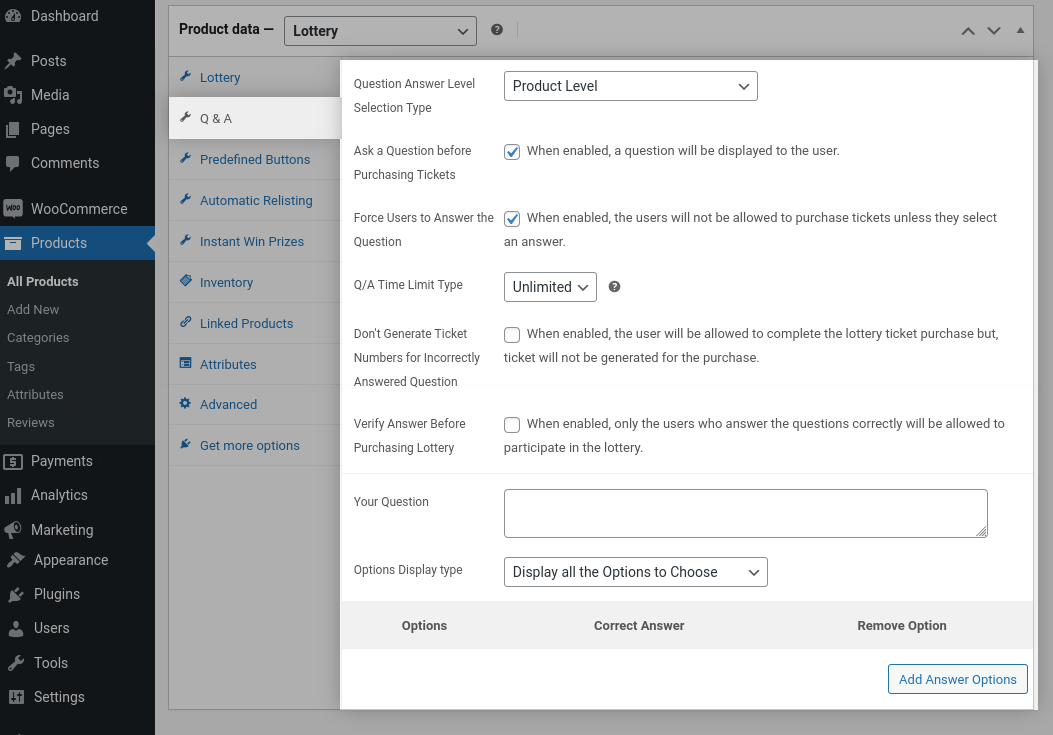 Dashboard
Posts
Media
Pages
Comments
WOO
WooCommerce
Products
All Products
Add New
Categories
Tags
Attributes
Reviews
Payments
Analytics
Marketing
Appearance
Plugins
Users
Tools
Settings
Product data —
Lottery
Lottery
Q & A
Predefined Buttons
Automatic Relisting
Instant Win Prizes
Inventory
Linked Products
Attributes
Advanced
Get more options
Question Answer Level
Selection Type
Product Level
Ask a Question before
Purchasing Tickets
When enabled, a question will be displayed to the user.
Force Users to Answer the
Question
When enabled, the users will not be allowed to purchase tickets unless they select
an answer.
Q/A Time Limit Type
Unlimited
Don't Generate Ticket
Numbers for Incorrectly
Answered Question
When enabled, the user will be allowed to complete the lottery ticket purchase but,
ticket will not be generated for the purchase.
Verify Answer Before
Purchasing Lottery
When enabled, only the users who answer the questions correctly will be allowed to
participate in the lottery.
Your Question
Options Display type
Display all the Options to Choose
Options
Correct Answer
Remove Option
Add Answer Options